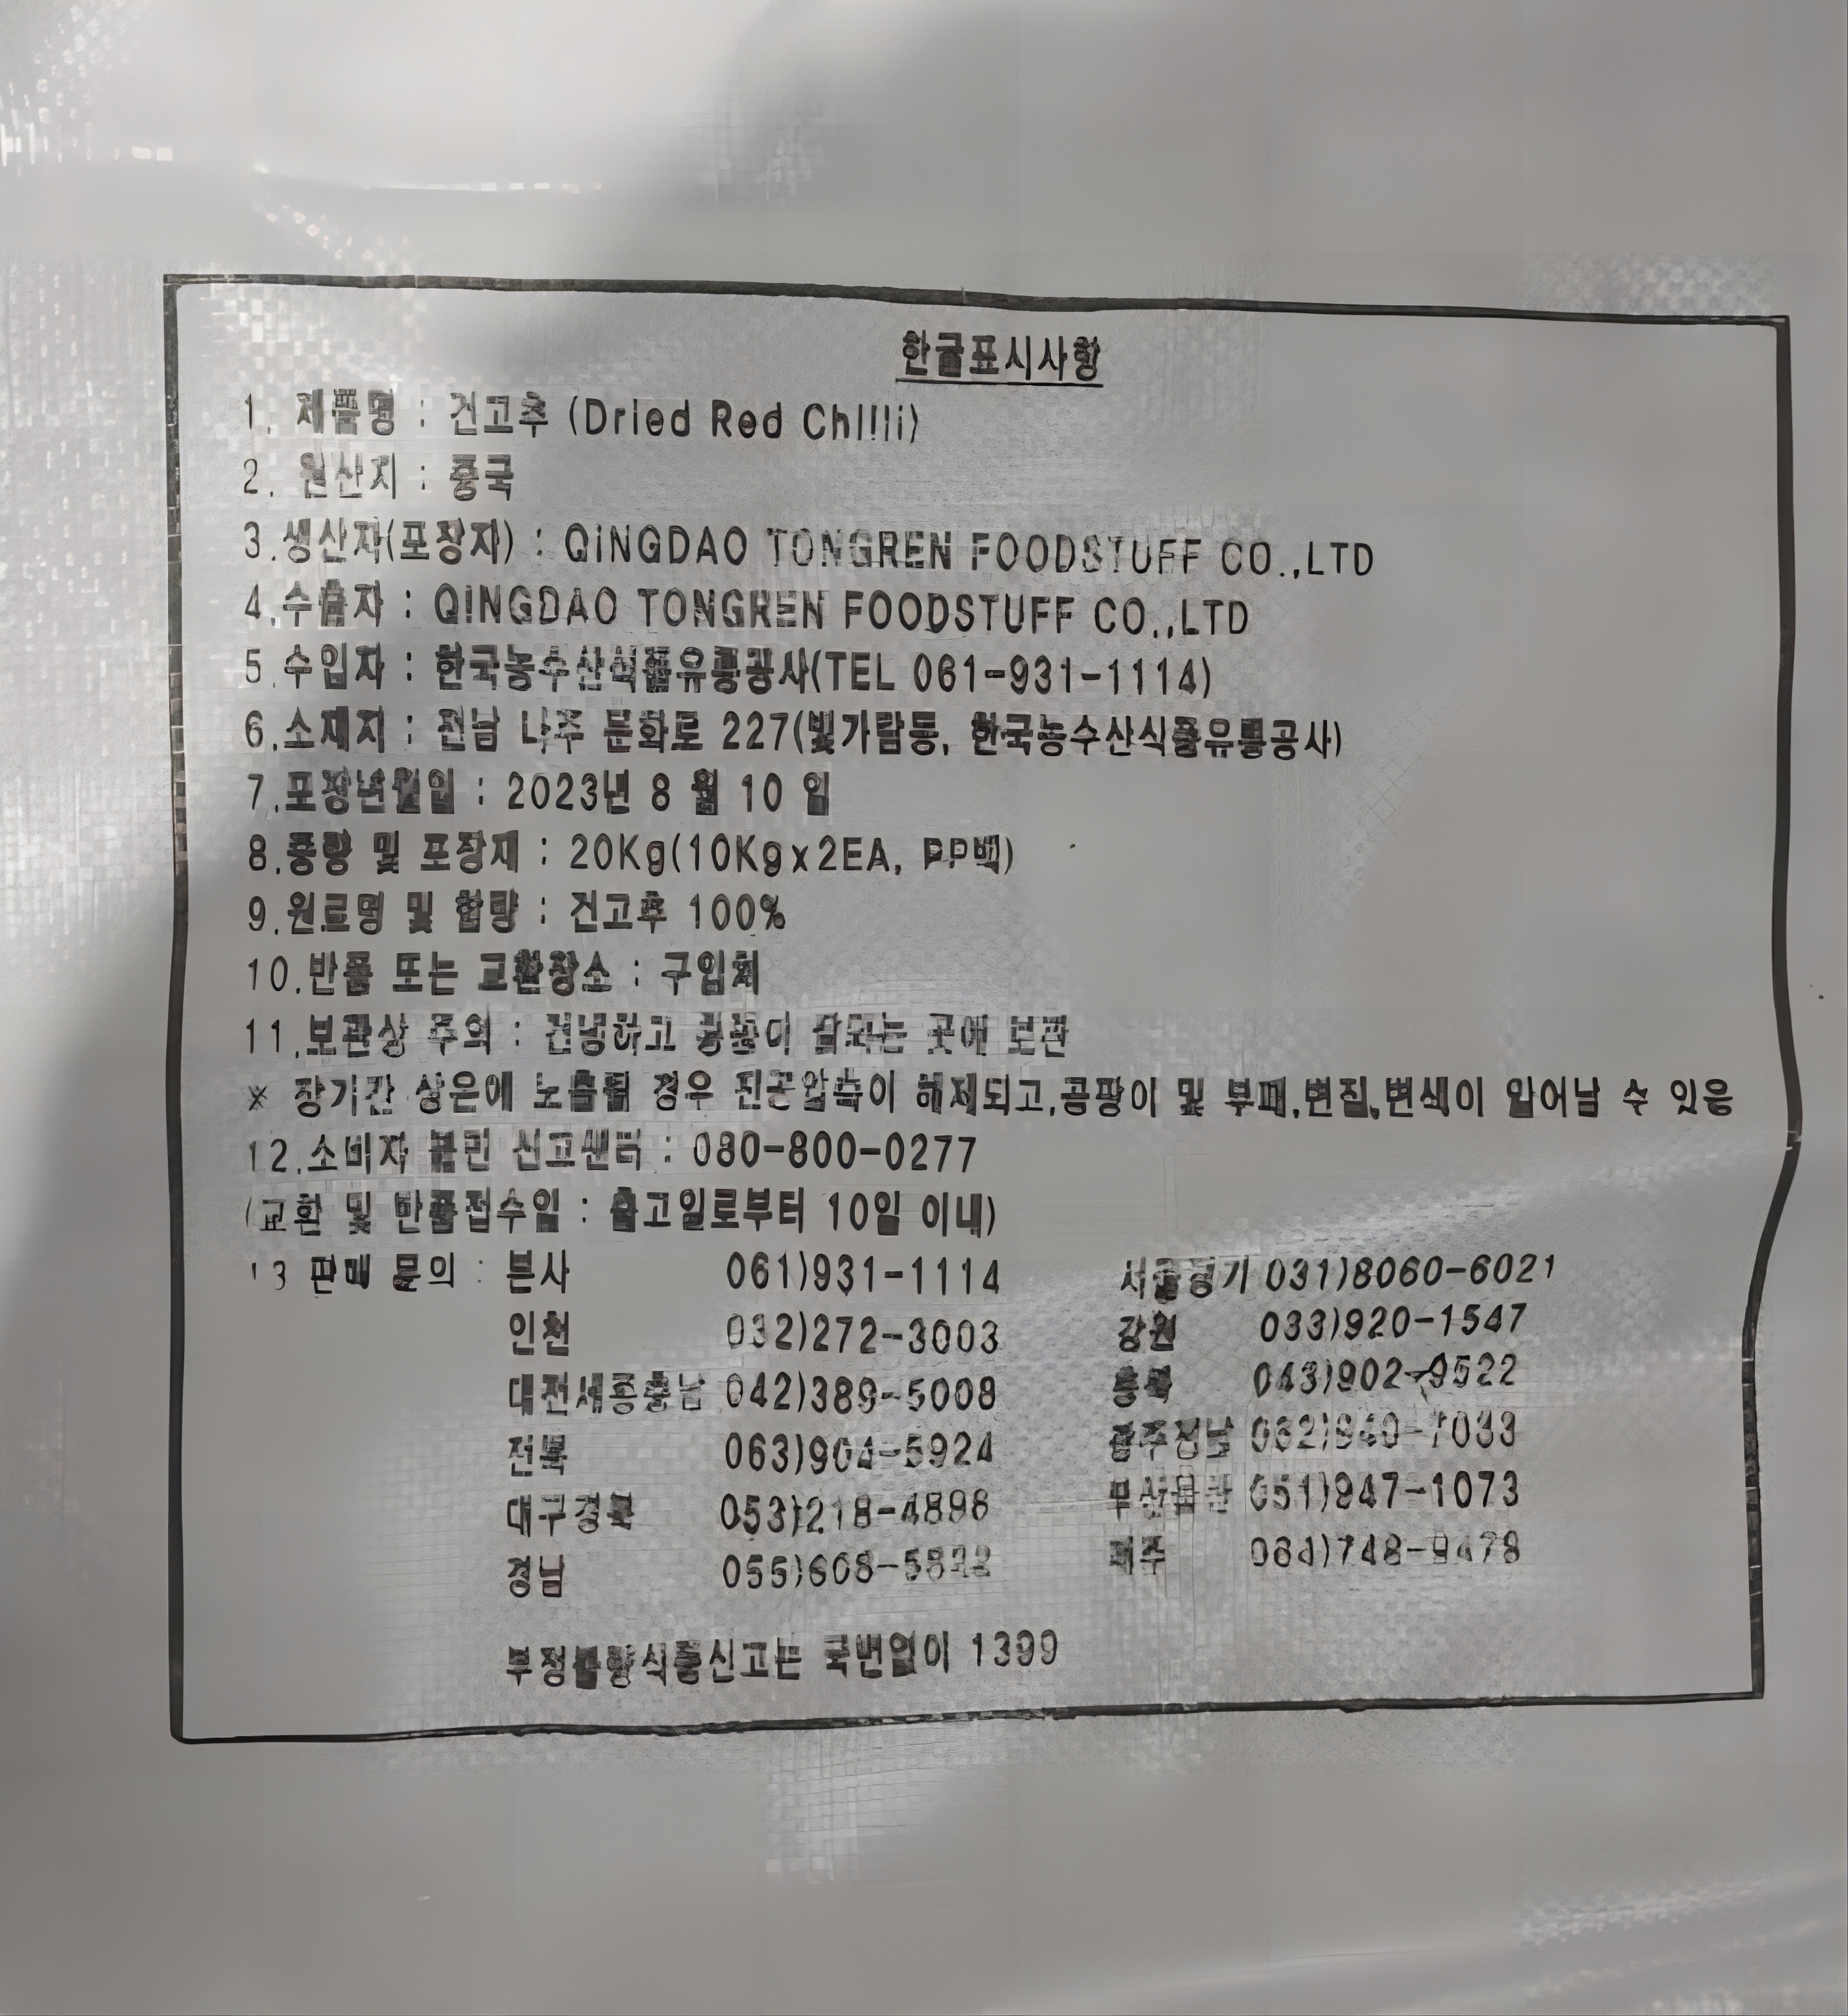 한글표시사항
1. 제품명 : 건고추 (Dried Red Chilli)
2. 원산지 : 중국
3.생산자(포장자) : QINGDAO TONGREN FOODSTUFF CO.,LTD
4.수출자 : QINGDAO TONGREN FOODSTUFF CO.,LTD
5.수입자 : 한국농수산식품유통공사(TEL 061-931-1114)
6.소재지 : 전남 나주 문화로 227(빛가람동, 한국농수산식품유통공사)
7.포장년월일 : 2023년 8 월 10 일
8.중량 및 포장재 : 20Kg(10Kgx2EA, PP백)
9.원료명 및 함량 : 건고추 100%
10.반품 또는 교환장소 : 구입처
11.보관상 주의 : 건냉하고 통풍이 잘되는 곳에 보관
※ 장기간 상온에 노출될 경우 진공압축이 해제되고,곰팡이 및 부패,변질,변색이 일어날 수 있음
12.소비자 클린 신고센터 : 080-800-0277
(교환 및 반품접수일 : 출고일로부터 10일 이내)
13 판매 문의 : 본사 061)931-1114 서울경기 031)8060-6021
인천 032)272-3003 강원 033)920-1547
대전세종충남 042)389-5008 충북 043)902-9522
전북 063)904-5924 광주전남
대구경북 053)218-4898 부산울산 051)947-1073
경남 제주
부정불량식품신고는 국번없이 1399